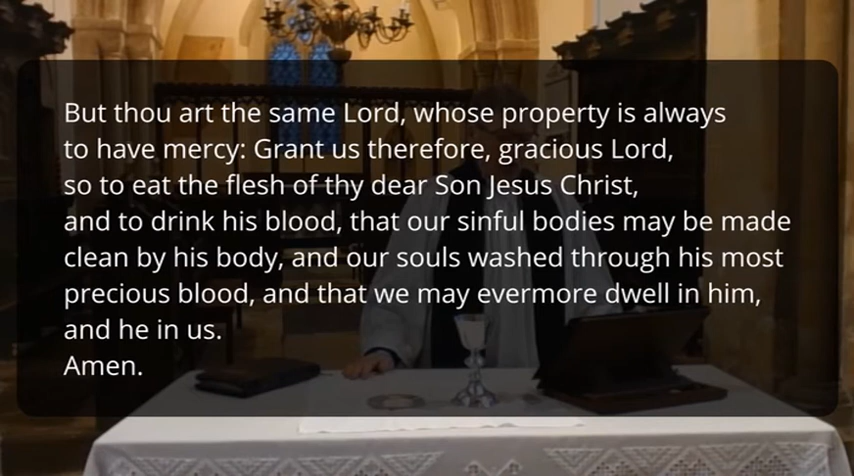 But thou art the same Lord, whose property is always
to have mercy: Grant us therefore, gracious Lord,
so to eat the flesh of thy dear Son Jesus Christ,
and to drink his blood, that our sinful bodies may be made
clean by his body, and our souls washed through his most
precious blood, and that we may evermore dwell in him,
and he in us.
Amen.